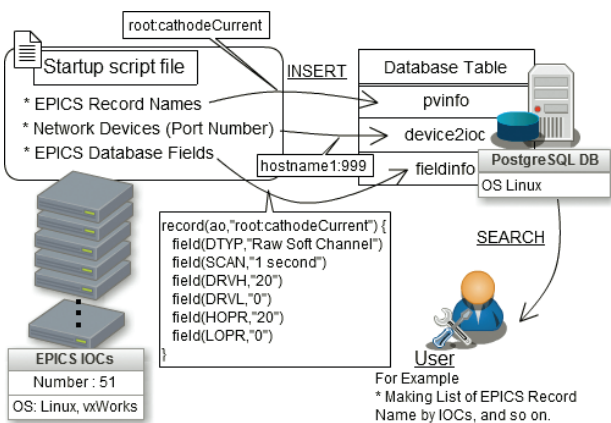 root:cathodeCurrent
Startup script file
* EPICS Record Names
* Network Devices (Port Number)
* EPICS Database Fields
INSERT
hostname1:999
Database Table
pvinfo
device2ioc
fieldinfo
PostgreSQL DB
OS Linux
SEARCH
record(ao,"root:cathodeCurrent") {
field(DTYP,"Raw Soft Channel")
field(SCAN,"1 second")
field(DRVH,"20")
field(DRVL,"0")
field(HOPR,"20")
field(LOPR,"0")
}
EPICS IOCs
Number : 51
OS: Linux, vxWorks
User
For Example
* Making List of EPICS Record
Name by IOCs, and so on.